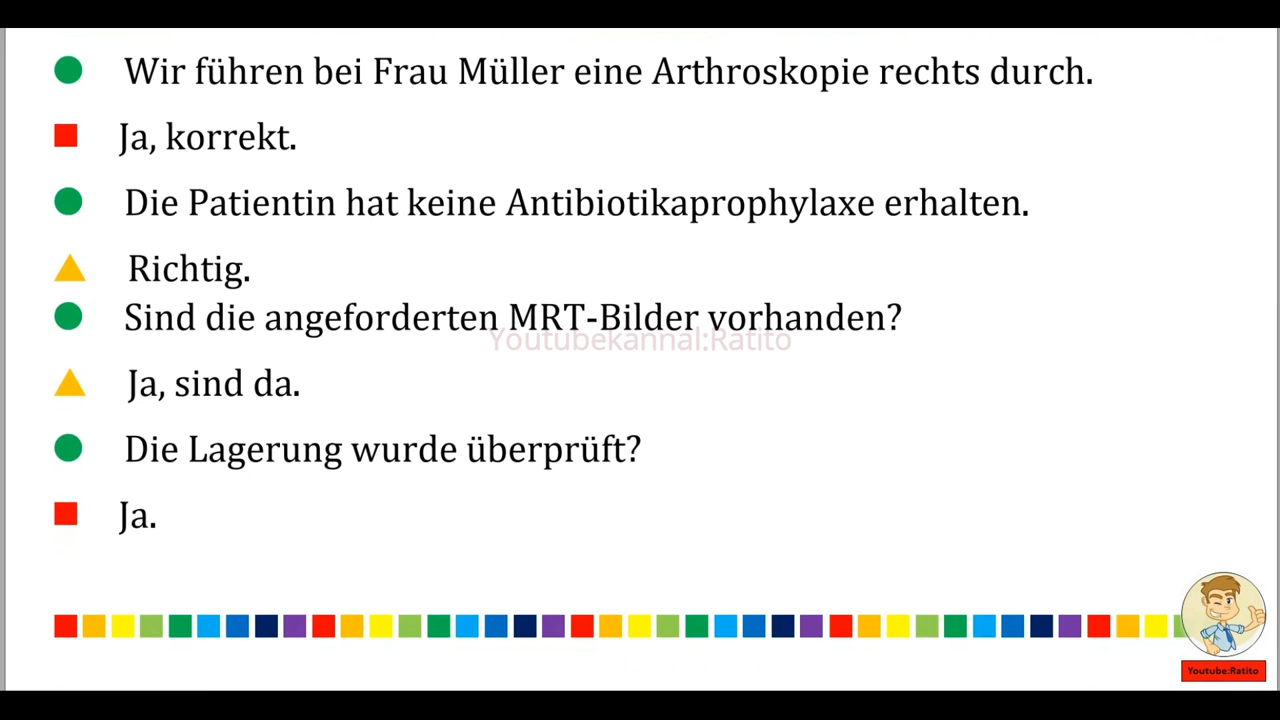 Wir führen bei Frau Müller eine Arthroskopie rechts durch.
Ja, korrekt.
Die Patientin hat keine Antibiotikaprophylaxe erhalten.
Richtig.
Sind die angeforderten MRT-Bilder vorhanden?
Youtubekannal:Ratito
Ja, sind da.
Die Lagerung wurde überprüft?
Ja.
Youtube:Ratito